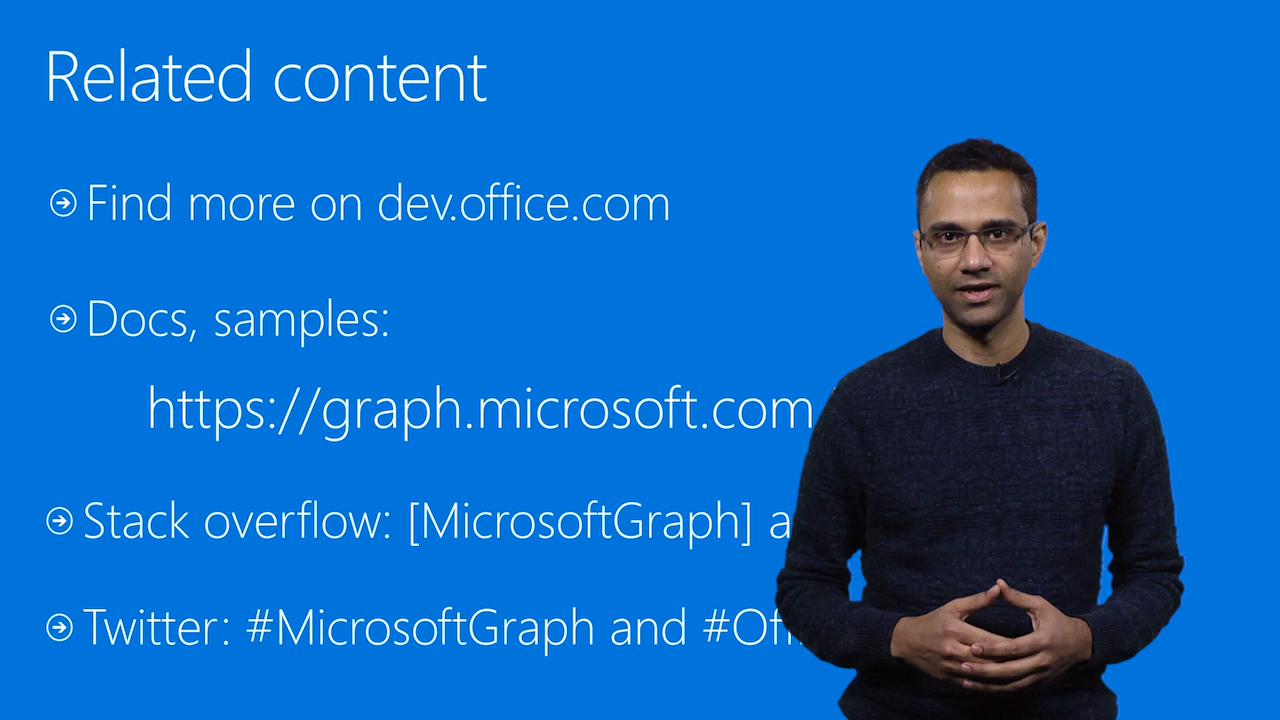 Related content
Find more on dev.office.com
Docs, samples:
https://graph.microsoft.com
Stack overflow: [MicrosoftGraph]
Twitter: #MicrosoftGraph and